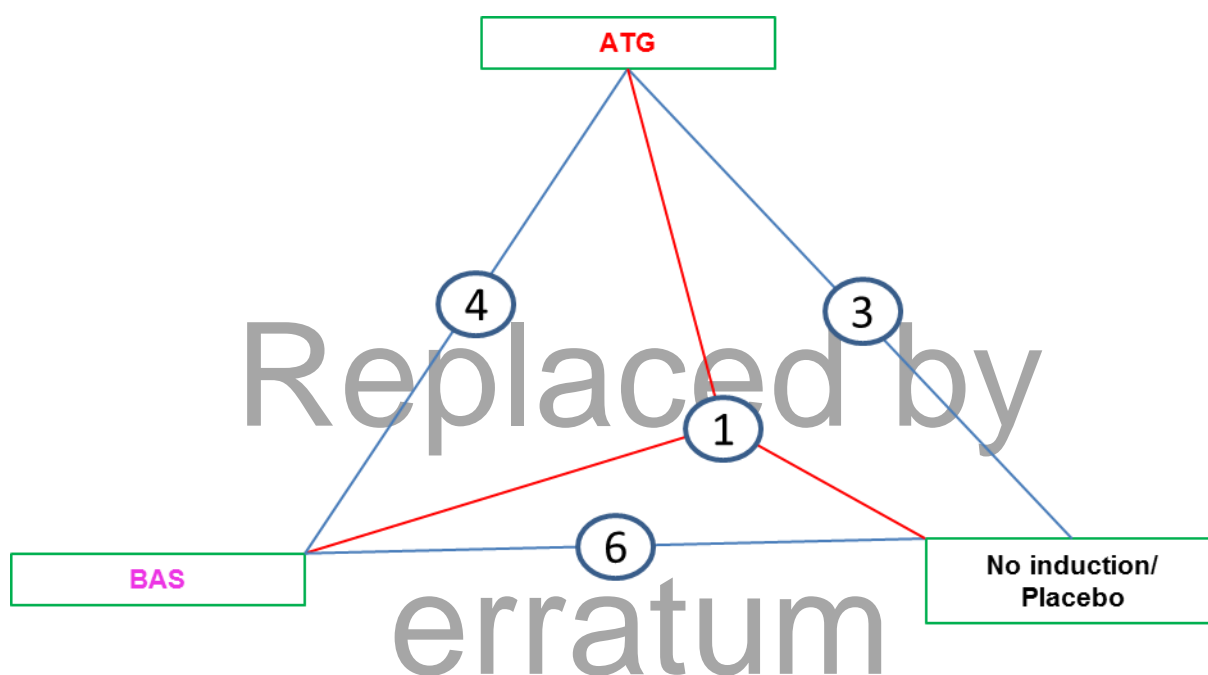 ATG
4
3
Replaced by
1
6
BAS
No induction/
Placebo
erratum